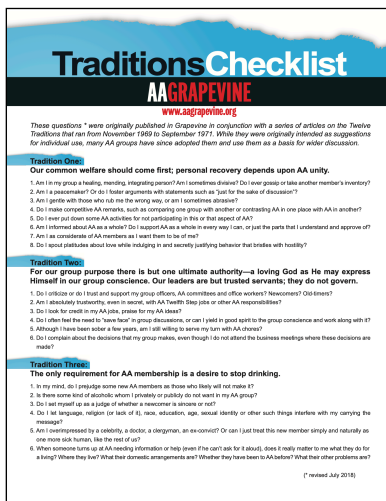 TraditionsChecklist
AAGRAPEVINE
www.aagrapevine.org
These questions * were originally published in Grapevine in conjunction with a series of articles on the Twelve
Traditions that ran from November 1969 to September 1971. While they were originally intended as suggestions
for individual use, many AA groups have since adopted them and use them as a basis for wider discussion.
Tradition One:
Our common welfare should come first; personal recovery depends upon AA unity.
1. Am I in my group a healing, mending, integrating person? Am I sometimes divisive? Do I ever gossip or take another member's inventory?
2. Am I a peacemaker? Or do I foster arguments with statements such as "just for the sake of discussion"?
3. Am I gentle with those who rub me the wrong way, or am I sometimes abrasive?
4. Do I make competitive AA remarks, such as comparing one group with another or contrasting AA in one place with AA in another?
5. Do I ever put down some AA activities for not participating in this or that aspect of AA?
6. Am I informed about AA as a whole? Do I support AA as a whole in every way I can, or just the parts that I understand and approve of?
7. Am I as considerate of AA members as I want them to be of me?
8. Do I spout platitudes about love while indulging in and secretly justifying behavior that bristles with hostility?
Tradition Two:
For our group purpose there is but one ultimate authority—a loving God as He may express
Himself in our group conscience. Our leaders are but trusted servants; they do not govern.
1. Do I criticize or do I trust and support my group officers, AA committees and office workers? Newcomers? Old-timers?
2. Am I absolutely trustworthy, even in secret, with AA Twelfth Step jobs or other AA responsibilities?
3. Do I look for credit in my AA jobs, praise for my AA ideas?
4. Do I often feel the need to "save face" in group discussions, or can I yield in good spirit to the group conscience and work along with it?
5. Although I have been sober a few years, am I still willing to serve my turn with AA chores?
6. Do I complain about the decisions that my group makes, even though I do not attend the business meetings where these decisions are
made?
Tradition Three:
The only requirement for AA membership is a desire to stop drinking.
1. In my mind, do I prejudge some new AA members as those who likely will not make it?
2. Is there some kind of alcoholic whom I privately or publicly do not want in my AA group?
3. Do I set myself up as a judge of whether a newcomer is sincere or not?
4. Do I let language, religion (or lack of it), race, education, age, sexual identity or other such things interfere with my carrying the
message?
5. Am I overimpressed by a celebrity, a doctor, a clergyman, an ex-convict? Or can I just treat this new member simply and naturally as
one more sick human, like the rest of us?
6. When someone turns up at AA needing information or help (even if he can't ask for it aloud), does it really matter to me what they do for
a living? Where they live? What their domestic arrangements are? Whether they have been to AA before? What their other problems are?
(* revised July 2018)